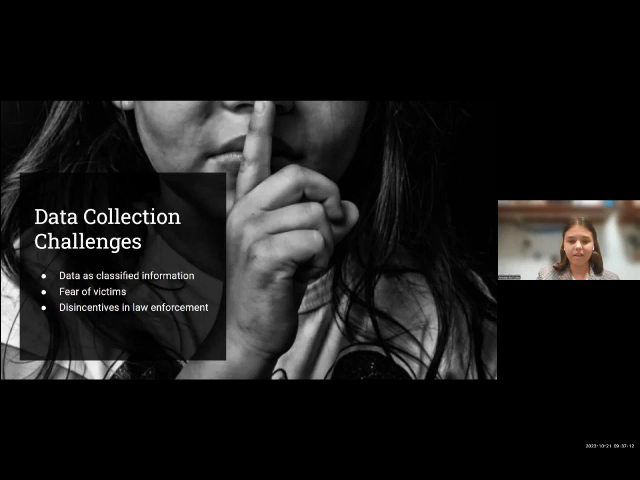 Data Collection
Challenges
● Data as classified information
● Fear of victims
● Disincentives in law enforcement
2023-10-21 09:37:12